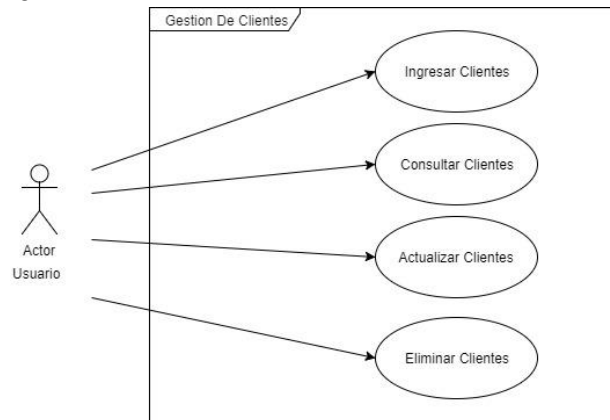 Gestion De Clientes
Ingresar Clientes
Consultar Clientes
Actor
Usuario
Actualizar Clientes
Eliminar Clientes